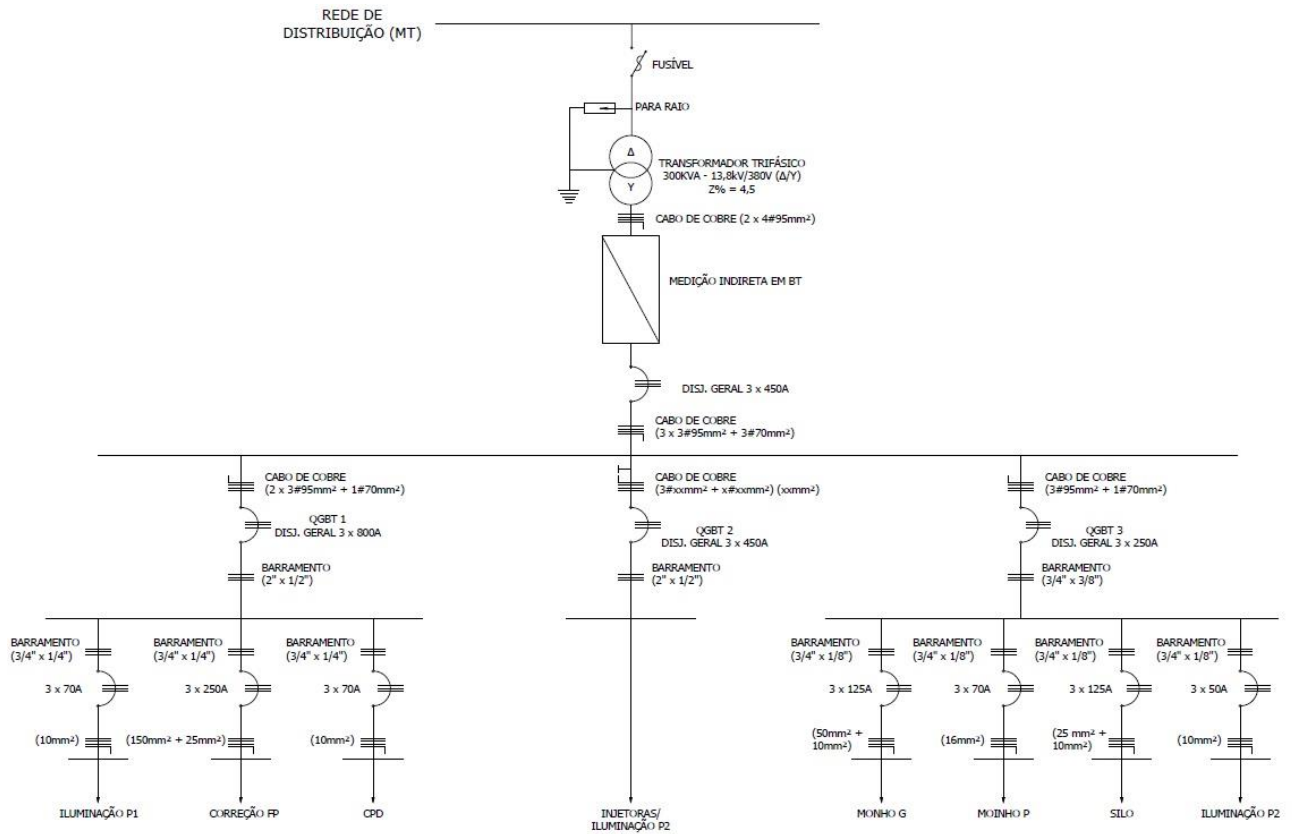 REDE DE
DISTRIBUIÇÃO (MT)
FUSÍVEL
PARA RAIO
Δ
Y
TRANSFORMADOR TRIFÁSICO
300KVA - 13,8kV/380V (Δ/Y)
Z% = 4,5
CABO DE COBRE (2 x 4#95mm²)
MEDIÇÃO INDIRETA EM BT
DISJ. GERAL 3 x 450A
CABO DE COBRE
(3 x 3#95mm² + 3#70mm²)
CABO DE COBRE
(2 x 3#95mm² + 1#70mm²)
QGBT 1
DISJ. GERAL 3 x 800A
BARRAMENTO
(2" x 1/2")
CABO DE COBRE
(3#xxmm² + x#xxmm²) (xxmm²)
QGBT 2
DISJ. GERAL 3 x 450A
BARRAMENTO
(2" x 1/2")
CABO DE COBRE
(3#95mm² + 1#70mm²)
QGBT 3
DISJ. GERAL 3 x 250A
BARRAMENTO
(3/4" x 3/8")
BARRAMENTO
(3/4" x 1/4")
3 x 70A
(10mm²)
ILUMINAÇÃO P1
BARRAMENTO
(3/4" x 1/4")
3 x 250A
(150mm² + 25mm²)
CORREÇÃO FP
BARRAMENTO
(3/4" x 1/4")
3 x 70A
(10mm²)
CPD
INJETORAS/
ILUMINAÇÃO P2
BARRAMENTO
(3/4" x 1/8")
3 x 125A
(50mm² +
10mm²)
MONHO G
BARRAMENTO
(3/4" x 1/8")
3 x 70A
(16mm²)
MOINHO P
BARRAMENTO
(3/4" x 1/8")
3 x 125A
(25 mm² +
10mm²)
SILO
BARRAMENTO
(3/4" x 1/8")
3 x 50A
(10mm²)
ILUMINAÇÃO P2